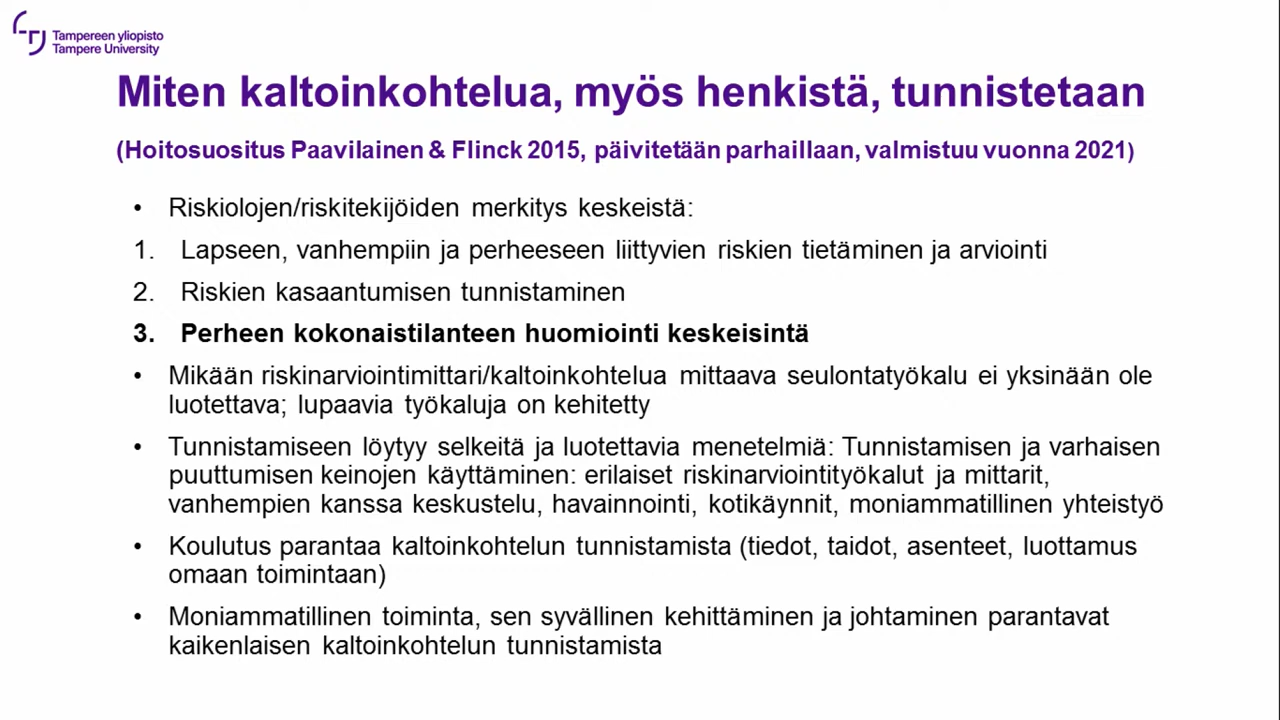 Tampereen yliopisto
Tampere University
Miten kaltoinkohtelua, myös henkistä, tunnistetaan
(Hoitosuositus Paavilainen & Flinck 2015, päivitetään parhaillaan, valmistuu vuonna 2021)
• Riskiolojen/riskitekijöiden merkitys keskeistä:
1. Lapseen, vanhempiin ja perheeseen liittyvien riskien tietäminen ja arviointi
2. Riskien kasaantumisen tunnistaminen
3. Perheen kokonaistilanteen huomiointi keskeisintä
• Mikään riskinarviointimittari/kaltoinkohtelua mittaava seulontatyökalu ei yksinään ole
luotettava; lupaavia työkaluja on kehitetty
• Tunnistamiseen löytyy selkeitä ja luotettavia menetelmiä: Tunnistamisen ja varhaisen
puuttumisen keinojen käyttäminen: erilaiset riskinarviointityökalut ja mittarit,
vanhempien kanssa keskustelu, havainnointi, kotikäynnit, moniammatillinen yhteistyö
• Koulutus parantaa kaltoinkohtelun tunnistamista (tiedot, taidot, asenteet, luottamus
omaan toimintaan)
• Moniammatillinen toiminta, sen syvällinen kehittäminen ja johtaminen parantavat
kaikenlaisen kaltoinkohtelun tunnistamista